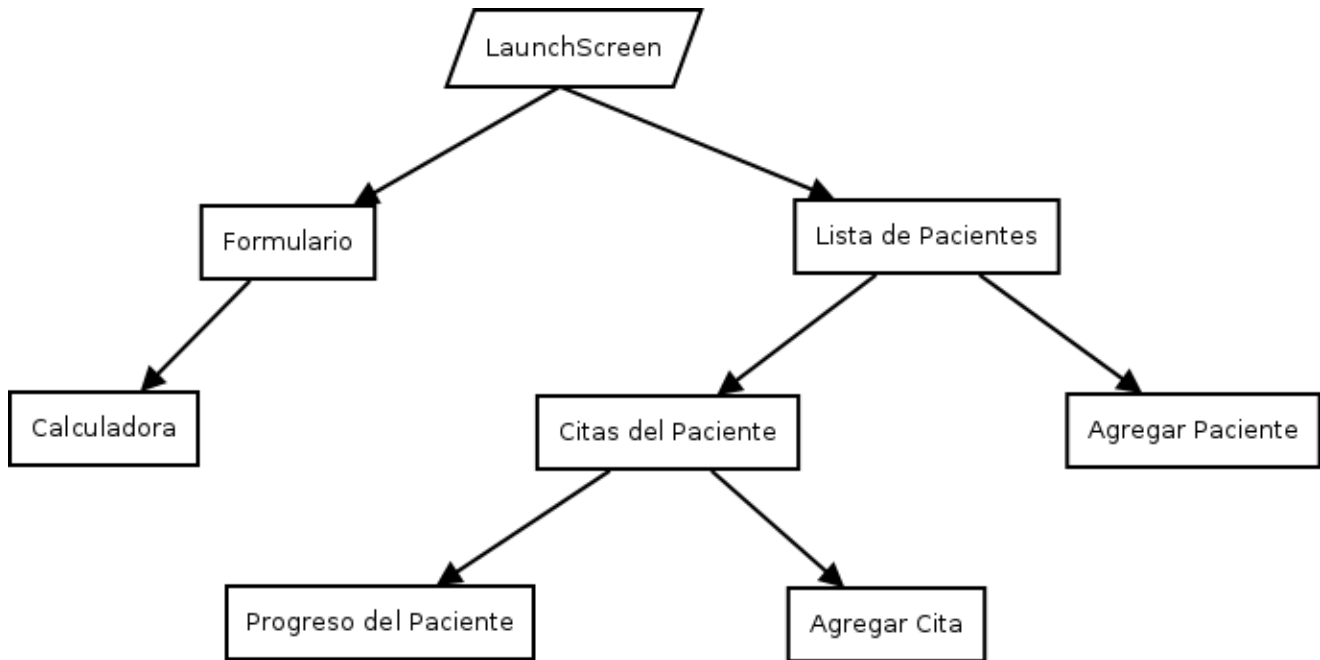 LaunchScreen
Formulario
Lista de Pacientes
Calculadora
Citas del Paciente
Agregar Paciente
Progreso del Paciente
Agregar Cita